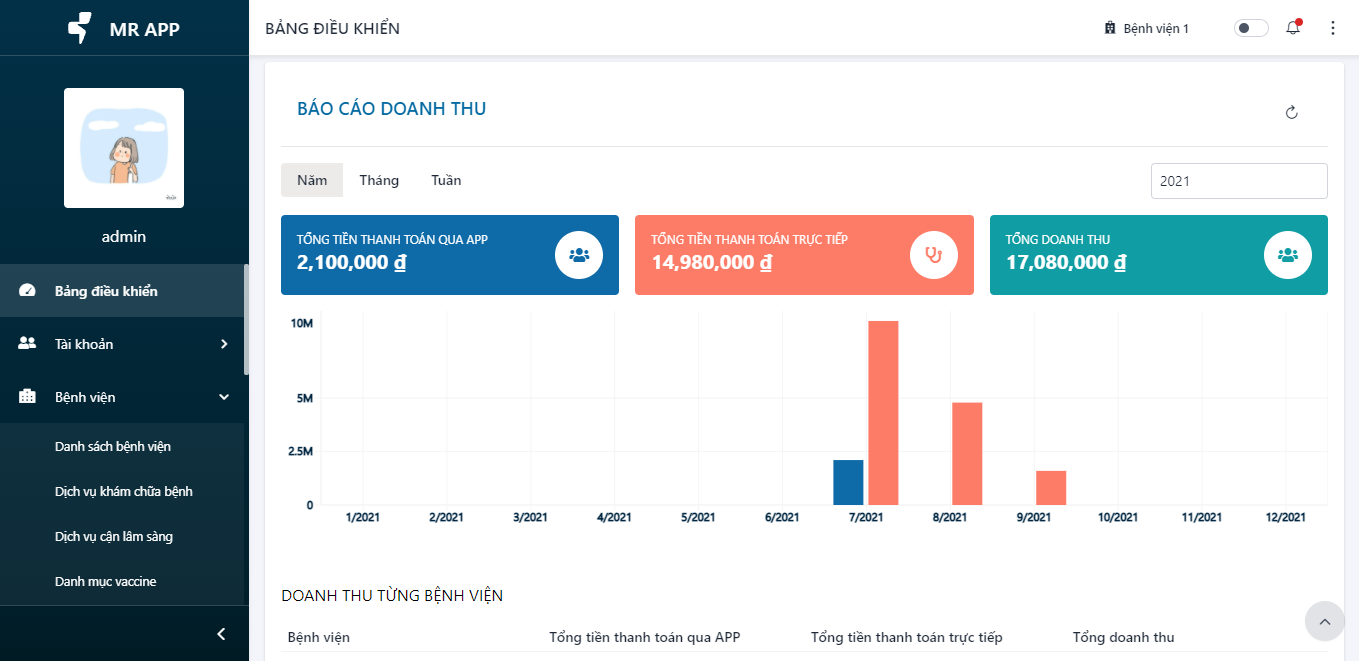 MR APP
BẢNG ĐIỀU KHIỂN
Bệnh viện 1
admin
Bảng điều khiển
Tài khoản
Bệnh viện
Danh sách bệnh viện
Dịch vụ khám chữa bệnh
Dịch vụ cận lâm sàng
Danh mục vaccine
BÁO CÁO DOANH THU
Năm Tháng Tuần
2021
TỔNG TIỀN THANH TOÁN QUA APP
2,100,000 ₫
TỔNG TIỀN THANH TOÁN TRỰC TIẾP
14,980,000 ₫
TỔNG DOANH THU
17,080,000 ₫
10M
5M
2.5M
0
1/2021 2/2021 3/2021 4/2021 5/2021 6/2021 7/2021 8/2021 9/2021 10/2021 11/2021 12/2021
DOANH THU TỪNG BỆNH VIỆN
Bệnh viện Tổng tiền thanh toán qua APP Tổng tiền thanh toán trực tiếp Tổng doanh thu